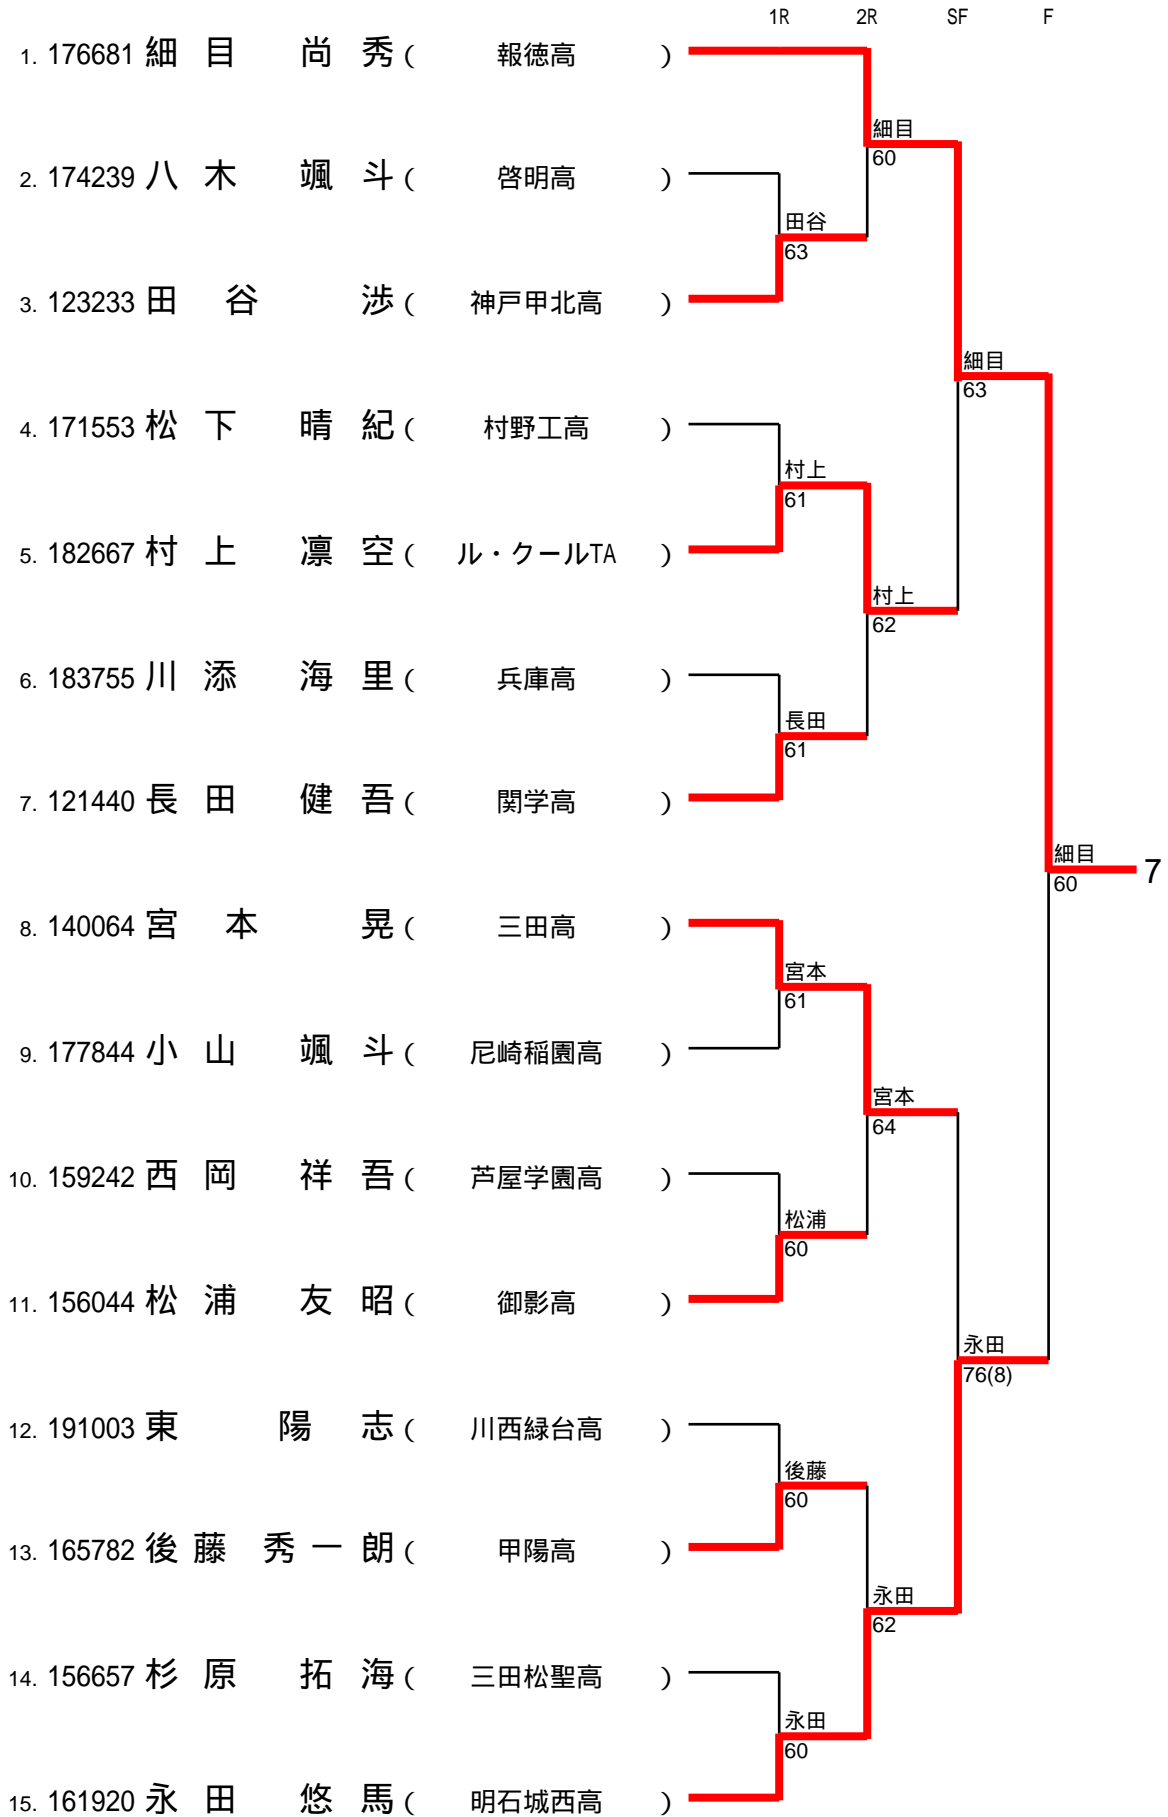 1R 2R SF F
1. 176681 細目 尚秀 ( 報徳高 )
細目
60
2. 174239 八木 颯斗 ( 啓明高 )
田谷
63
3. 123233 田谷 渉 ( 神戸甲北高 )
細目
63
4. 171553 松下 晴紀 ( 村野工高 )
村上
61
5. 182667 村上 凛空 ( ル・クールTA )
村上
62
6. 183755 川添 海里 ( 兵庫高 )
長田
61
7. 121440 長田 健吾 ( 関学高 )
細目
60
7
8. 140064 宮本 晃 ( 三田高 )
宮本
61
9. 177844 小山 颯斗 ( 尼崎稲園高 )
宮本
64
10. 159242 西岡 祥吾 ( 芦屋学園高 )
松浦
60
11. 156044 松浦 友昭 ( 御影高 )
永田
76(8)
12. 191003 東 陽志 ( 川西緑台高 )
後藤
60
13. 165782 後藤 秀一朗 ( 甲陽高 )
永田
62
14. 156657 杉原 拓海 ( 三田松聖高 )
永田
60
15. 161920 永田 悠馬 ( 明石城西高 )